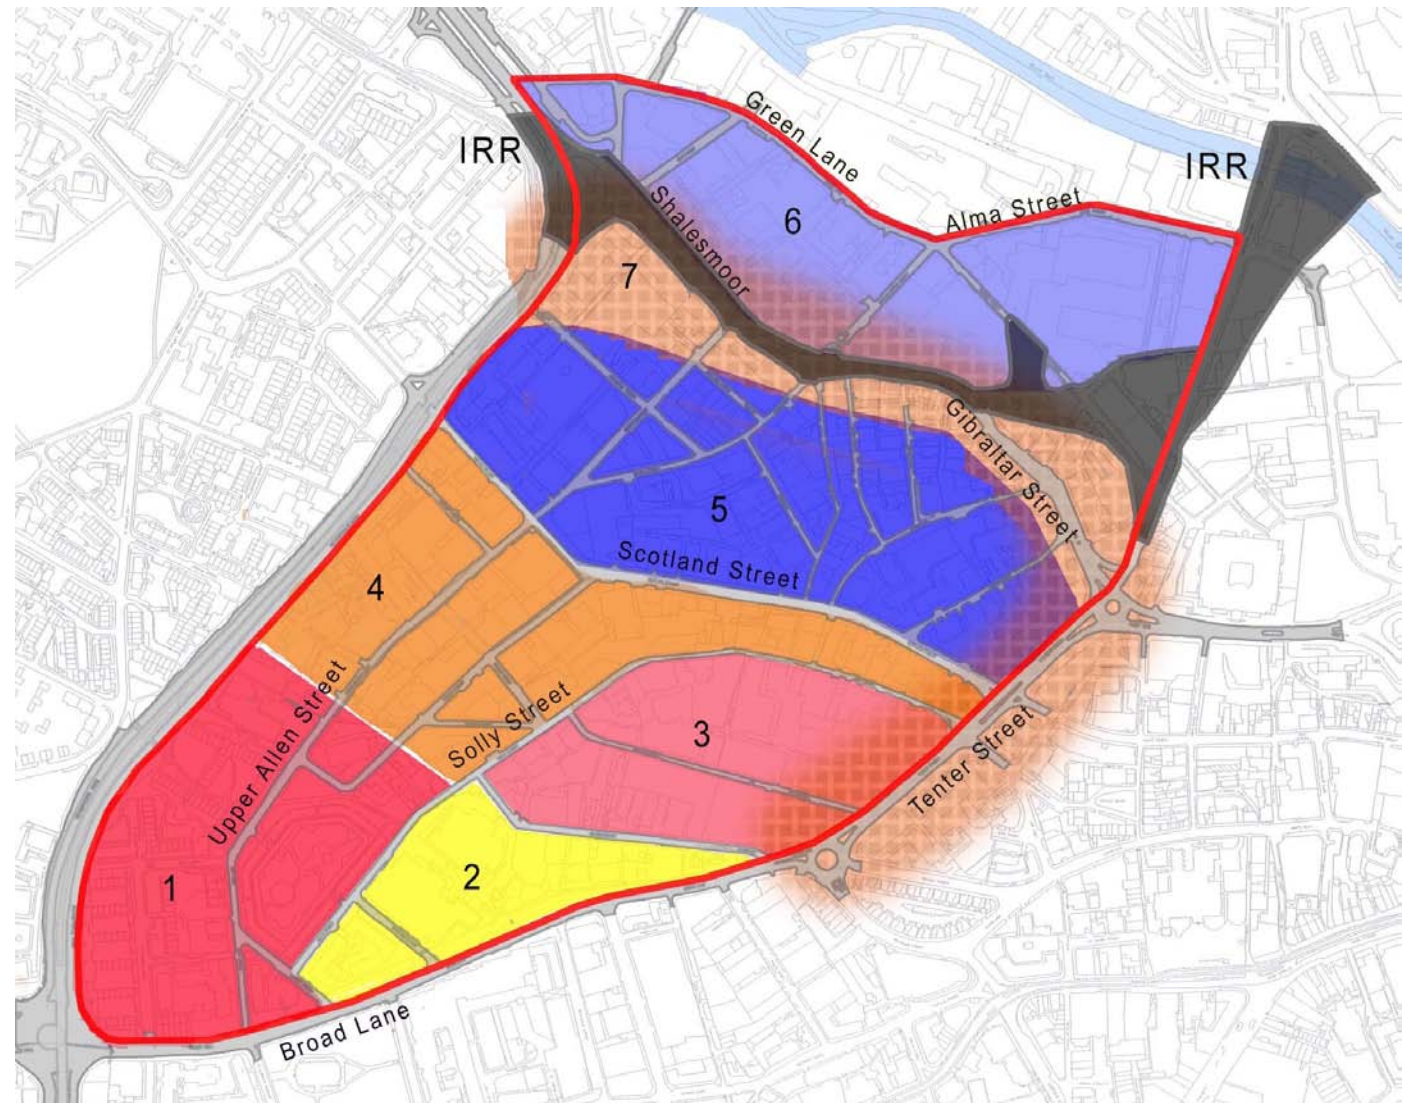 Green Lane
IRR
IRR
Alma Street
Shalesmoor
6
7
Gibraltar Street
5
Scotland Street
4
Upper Allen Street
Solly Street
3
Tenter Street
1
2
Broad Lane